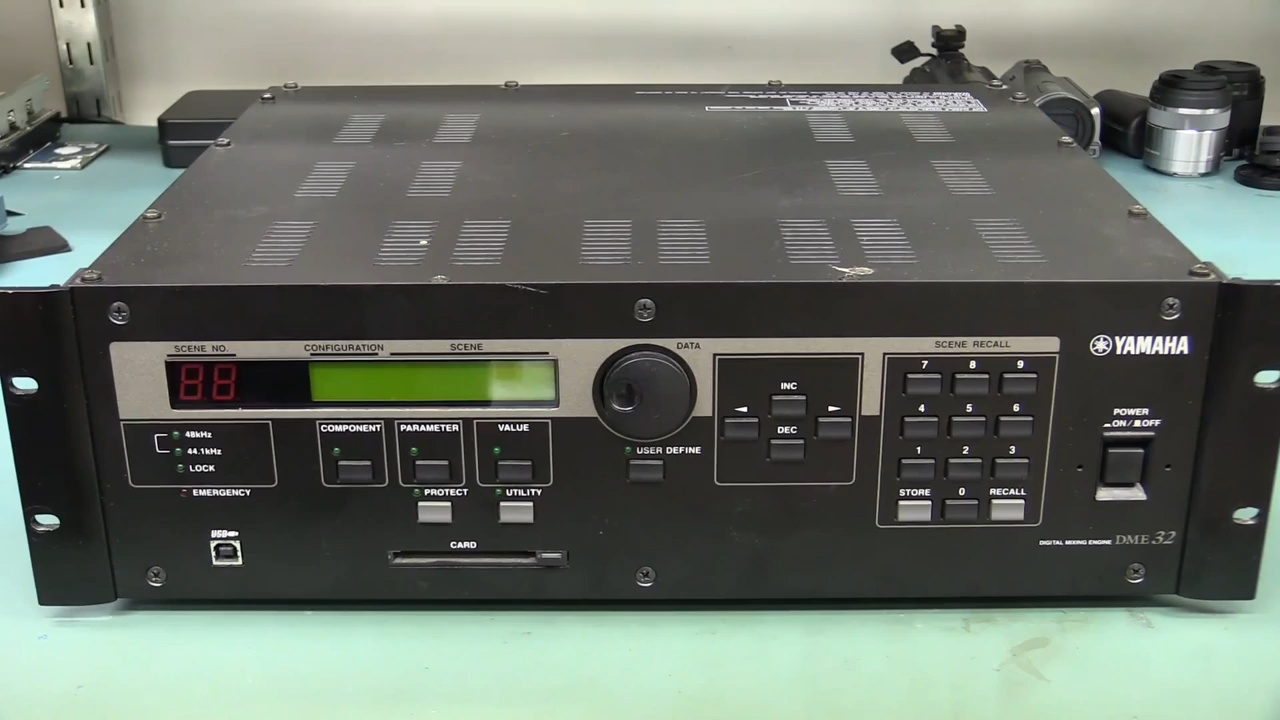 SCENE NO.
CONFIGURATION
SCENE
DATA
SCENE RECALL
88
48kHz
44.1kHz
LOCK
EMERGENCY
COMPONENT
PARAMETER
VALUE
PROTECT
UTILITY
USER DEFINE
INC
DEC
7 8 9
4 5 6
1 2 3
STORE 0 RECALL
YAMAHA
POWER
ON/ OFF
USB
CARD
DIGITAL MIXING ENGINE DME 32